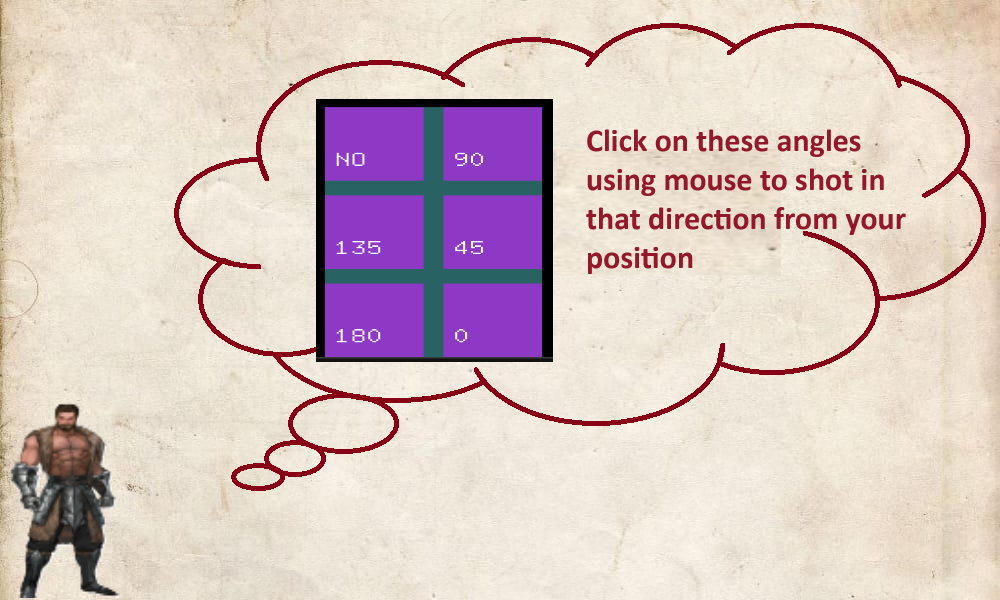 NO 90
135 45
180 0
Click on these angles
using mouse to shot in
that direction from your
position